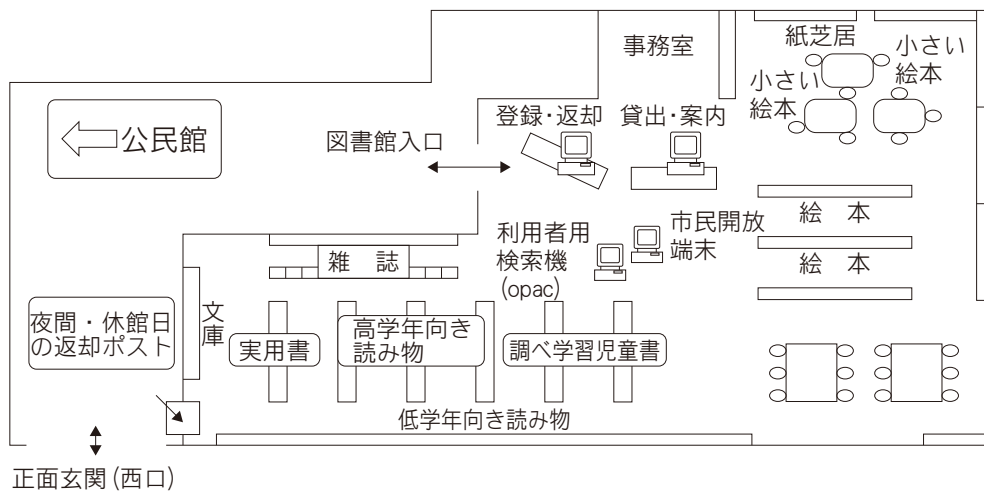 事務室
紙芝居
小さい
絵本
小さい
絵本
公民館
図書館入口
登録・返却
貸出・案内
絵 本
絵 本
利用者用
検索機
(opac)
市民開放
端末
雑 誌
文
庫
夜間・休館日
の返却ポスト
実用書
高学年向き
読み物
調べ学習児童書
低学年向き読み物
正面玄関(西口)